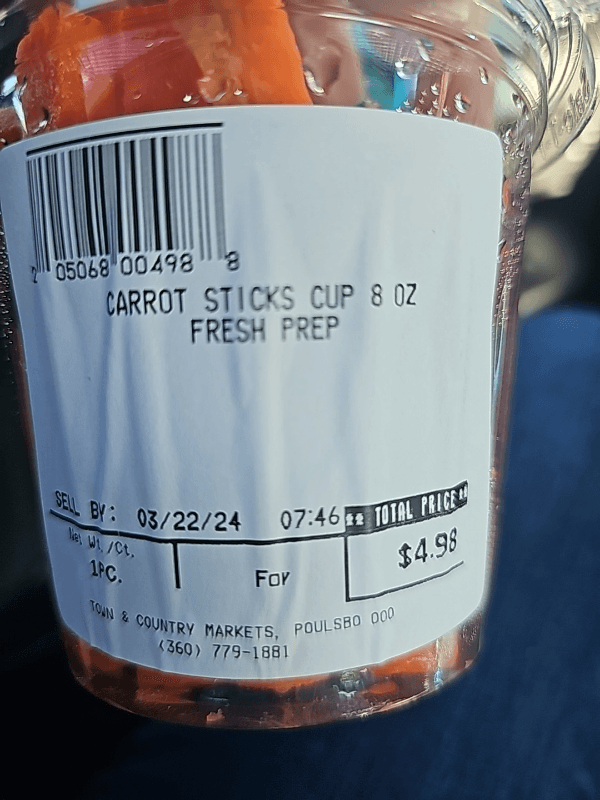 2 05068 00498 8
CARROT STICKS CUP 8 OZ
FRESH PREP
SELL BY: 03/22/24 07:46 ** TOTAL PRICE **
Net Wt./Ct.
1PC.
For
$4.98
TOWN & COUNTRY MARKETS, POULSBO 000
(360) 779-1881